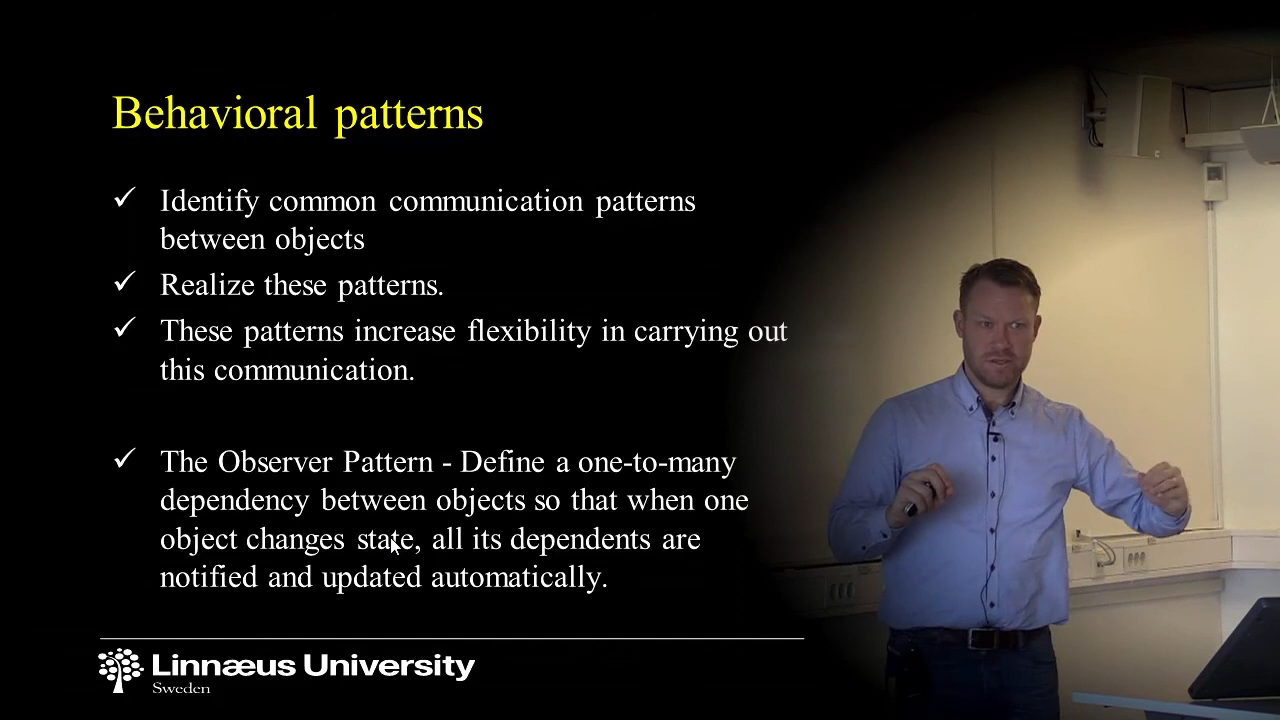 Behavioral patterns
✓ Identify common communication patterns
between objects
✓ Realize these patterns.
✓ These patterns increase flexibility in carrying out
this communication.
✓ The Observer Pattern - Define a one-to-many
dependency between objects so that when one
object changes state, all its dependents are
notified and updated automatically.
Linnæus University
Sweden